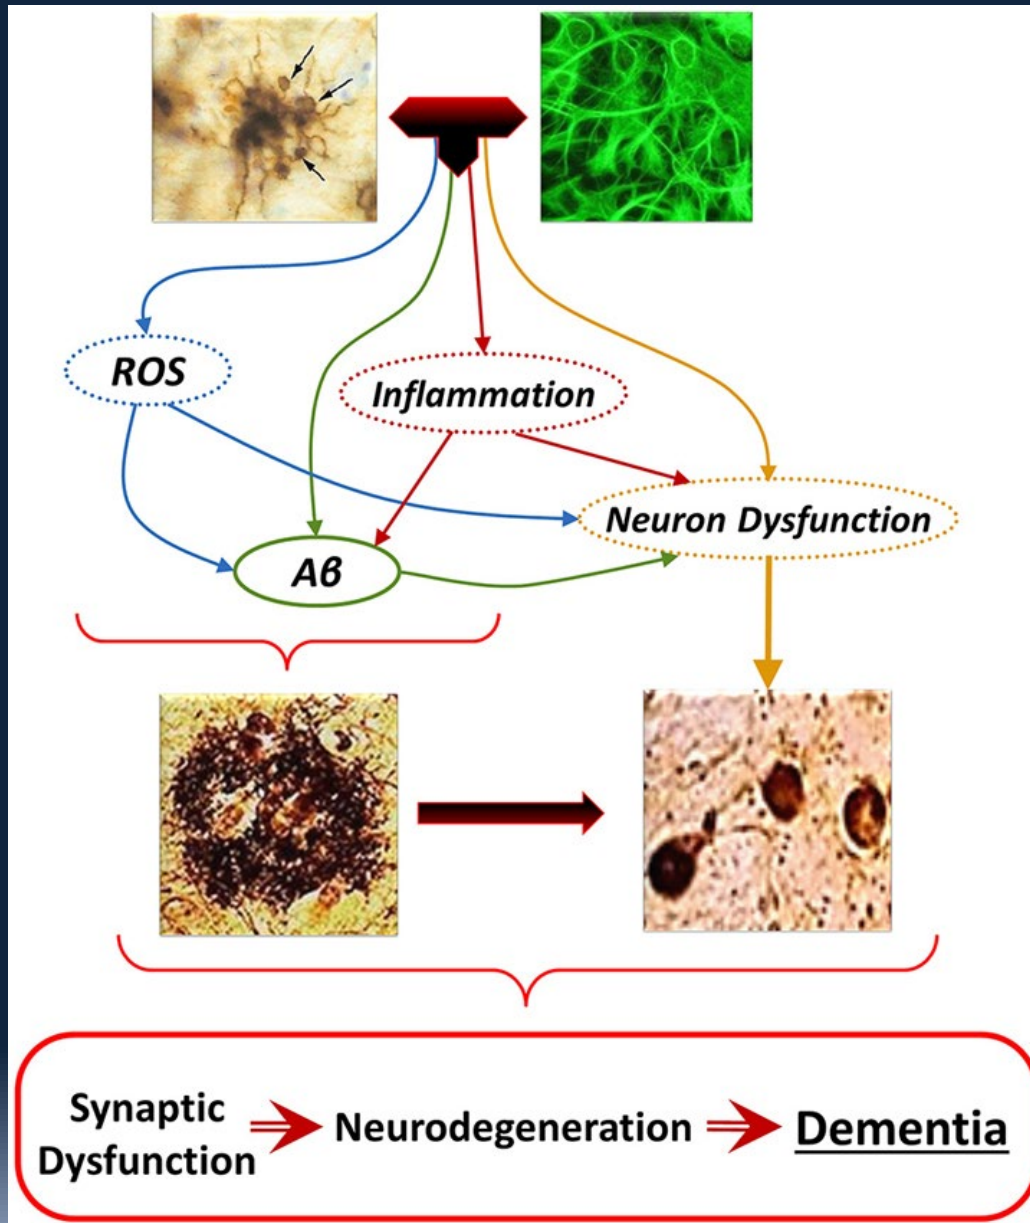 ROS
Inflammation
Neuron Dysfunction
Aβ
Synaptic
Dysfunction
Neurodegeneration
Dementia